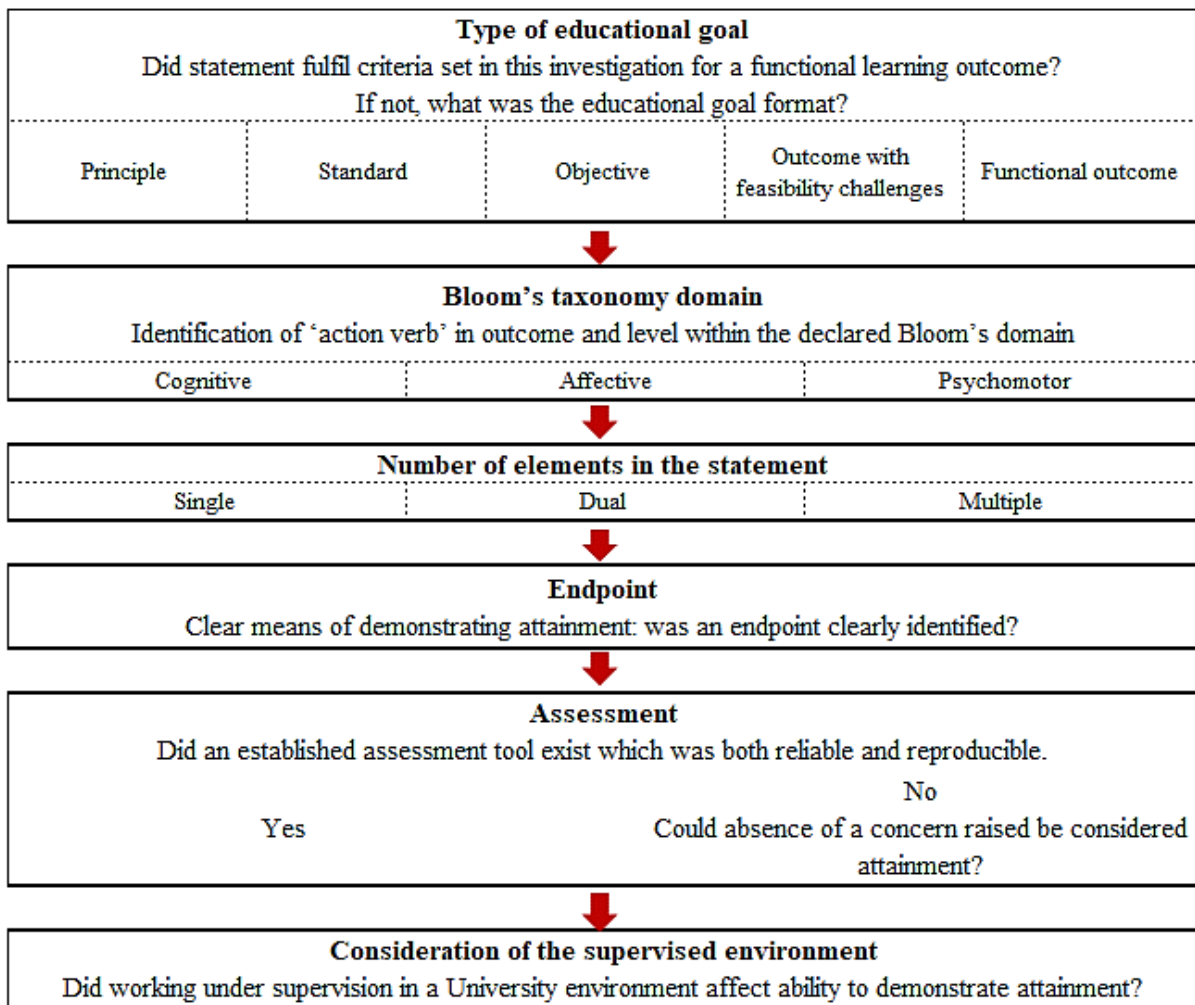 Type of educational goal
Did statement fulfil criteria set in this investigation for a functional learning outcome?
If not, what was the educational goal format?
Principle
Standard
Objective
Outcome with
feasibility challenges
Functional outcome
Bloom's taxonomy domain
Identification of ‘action verb’ in outcome and level within the declared Bloom's domain
Cognitive
Affective
Psychomotor
Number of elements in the statement
Single
Dual
Multiple
Endpoint
Clear means of demonstrating attainment: was an endpoint clearly identified?
Assessment
Did an established assessment tool exist which was both reliable and reproducible.
Yes
No
Could absence of a concern raised be considered
attainment?
Consideration of the supervised environment
Did working under supervision in a University environment affect ability to demonstrate attainment?